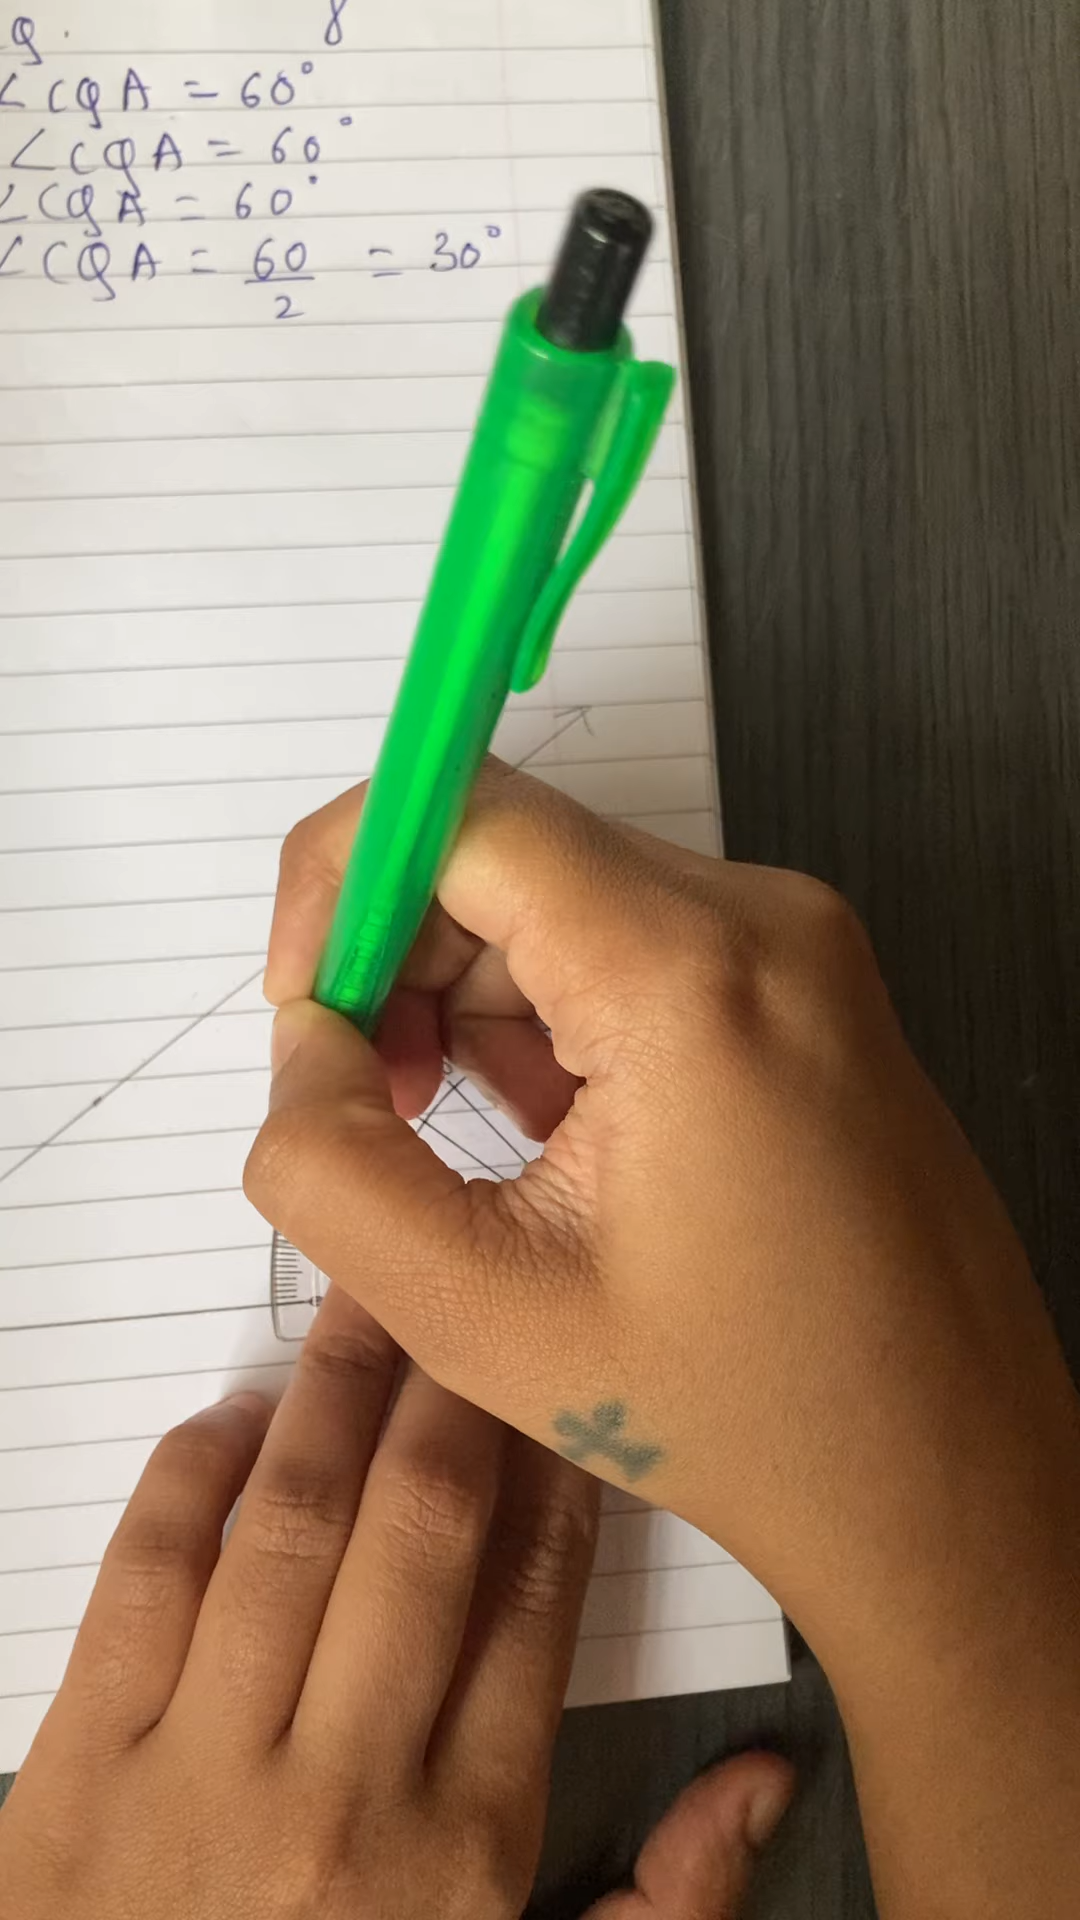 g. 8
∠CQA = 60°
∠CQA = 60°
∠CQA = 60°
∠CQA = 60/2 = 30°